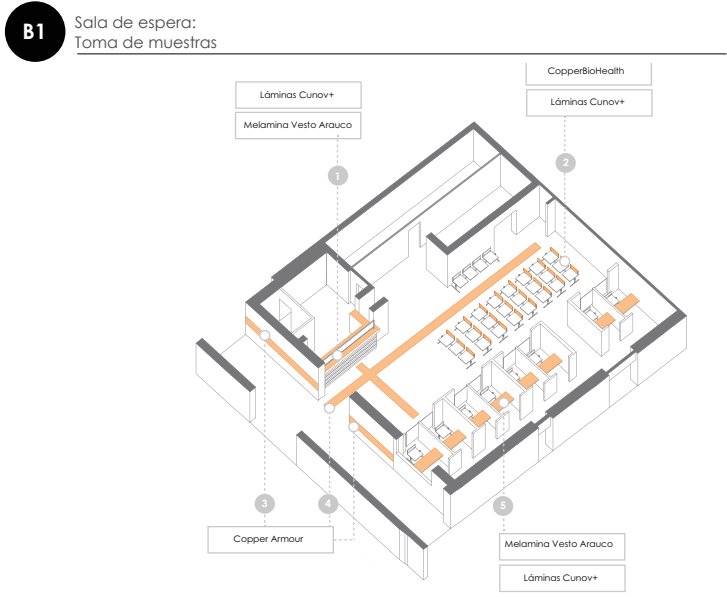 B1
Sala de espera:
Toma de muestras
CopperBioHealth
Láminas Cunov+
Láminas Cunov+
Melamina Vesto Arauco
1
2
3
4
5
Copper Armour
Melamina Vesto Arauco
Láminas Cunov+